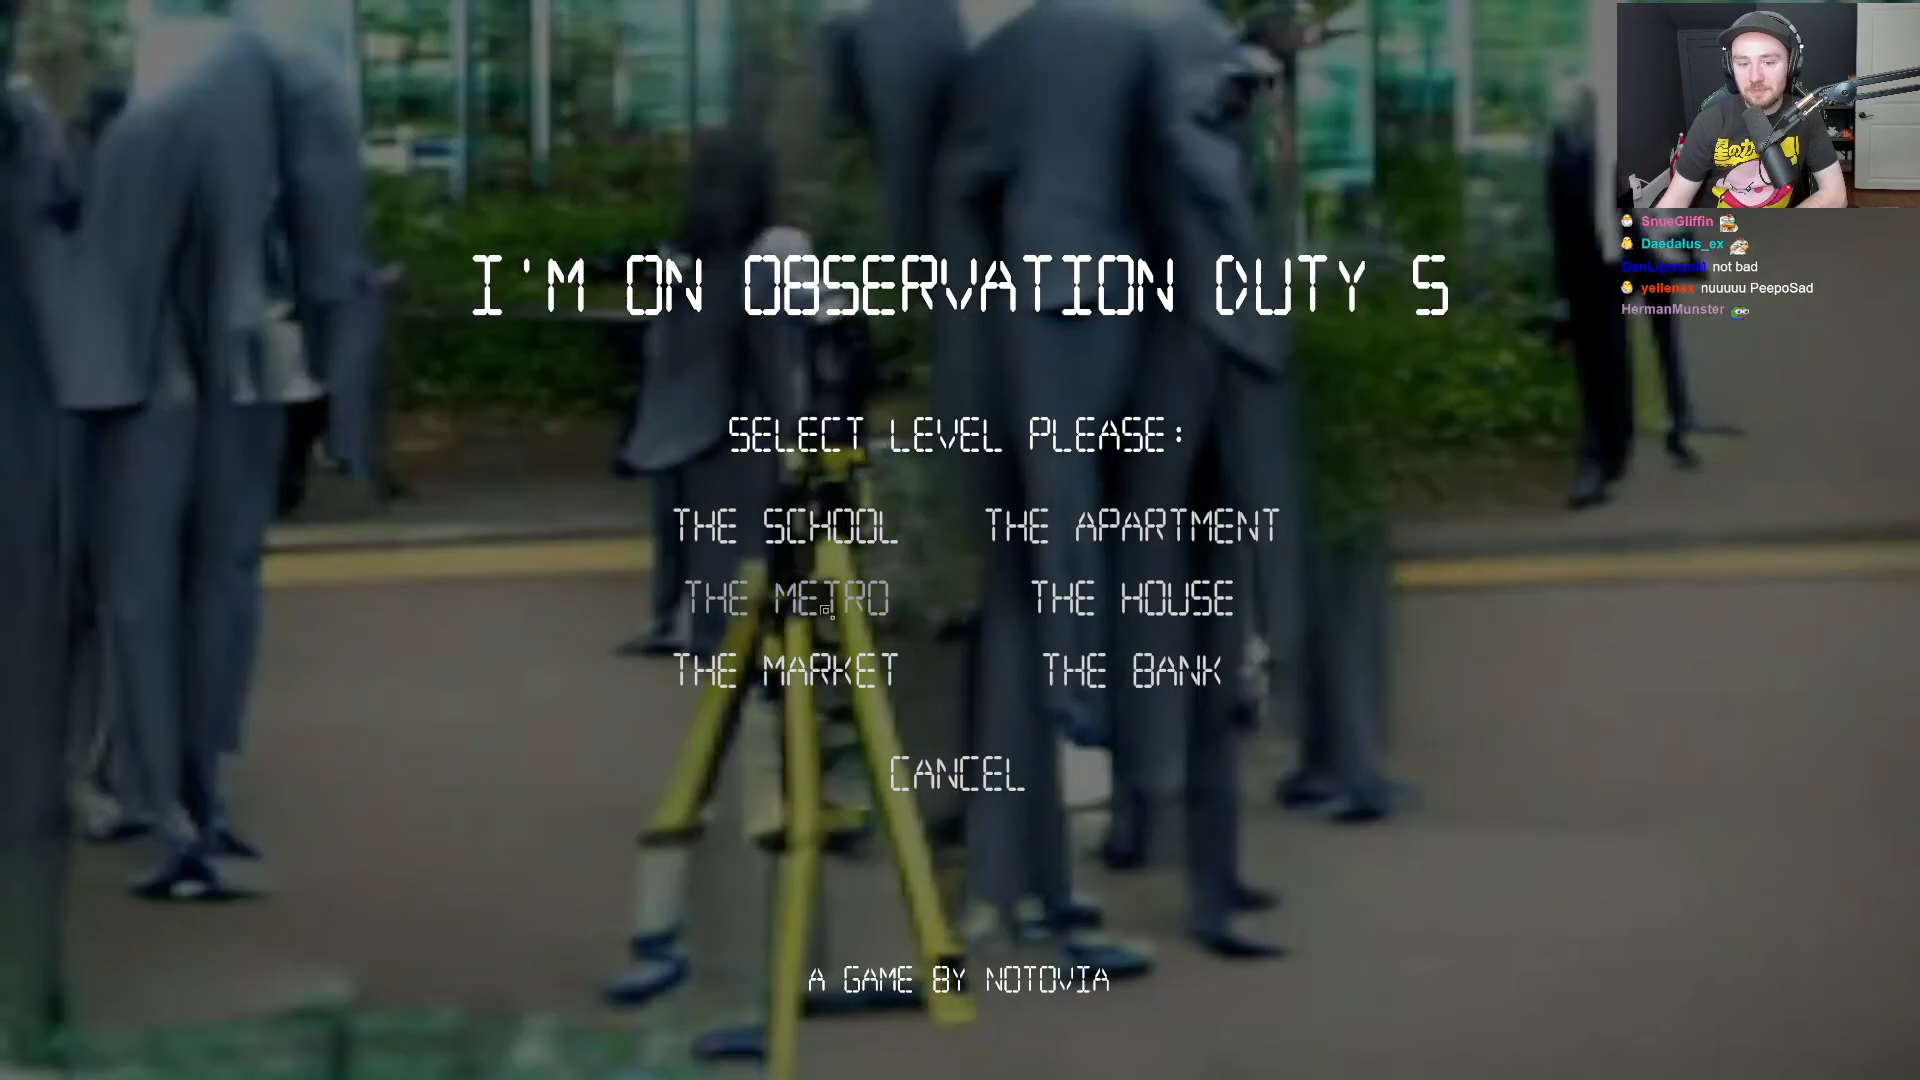 I'M ON OBSERVATION DUTY 5
SELECT LEVEL PLEASE:
THE SCHOOL THE APARTMENT
THE METRO THE HOUSE
THE MARKET THE BANK
CANCEL
A GAME BY NOTOVIA
SnueGliffin
Daedalus_ex
not bad
yellensx nuuuuu PeepoSad
HermanMunster